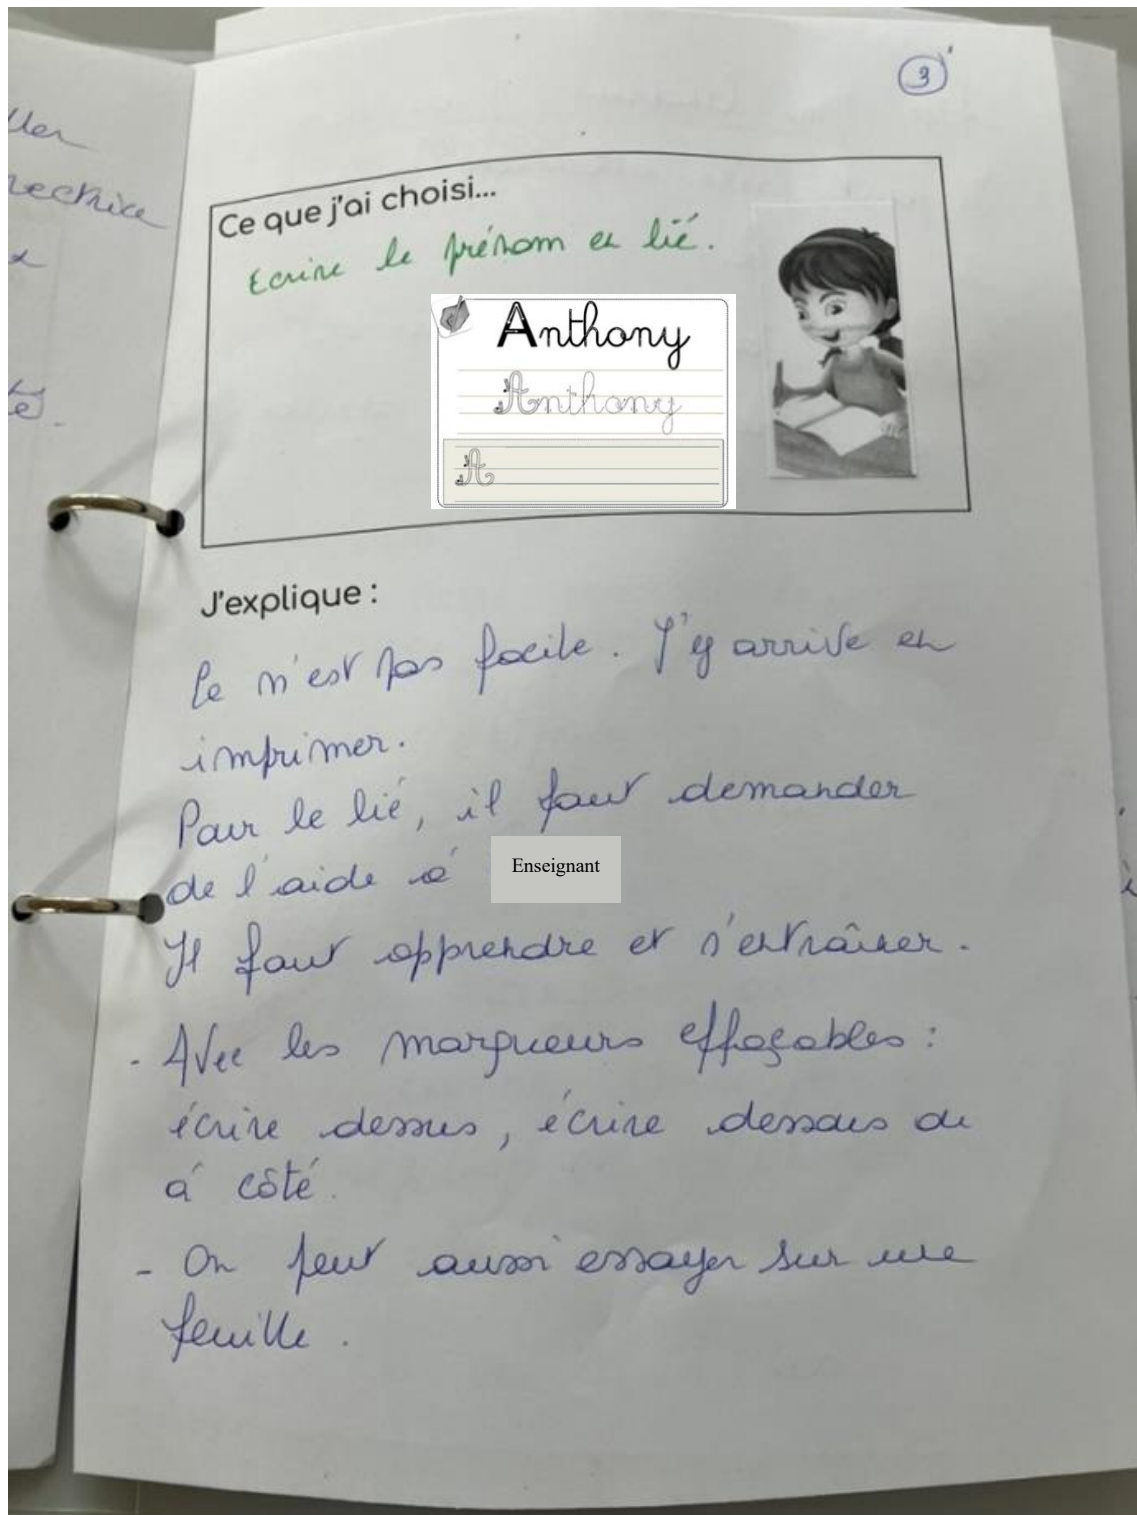 3
Ce que j'ai choisi...
Ecrire le prénom en lié.
Anthony
Anthony
A
J'explique :
Ce n'est pas facile. J'y arrive en
imprimer.
Pour le lié, il faut demander
de l'aide à Enseignant
Il faut apprendre et s'entraîner.
- Avec les marqueurs effaçables :
écrire dessus, écrire dessous ou
à côté.
- On peut aussi essayer sur une
feuille.